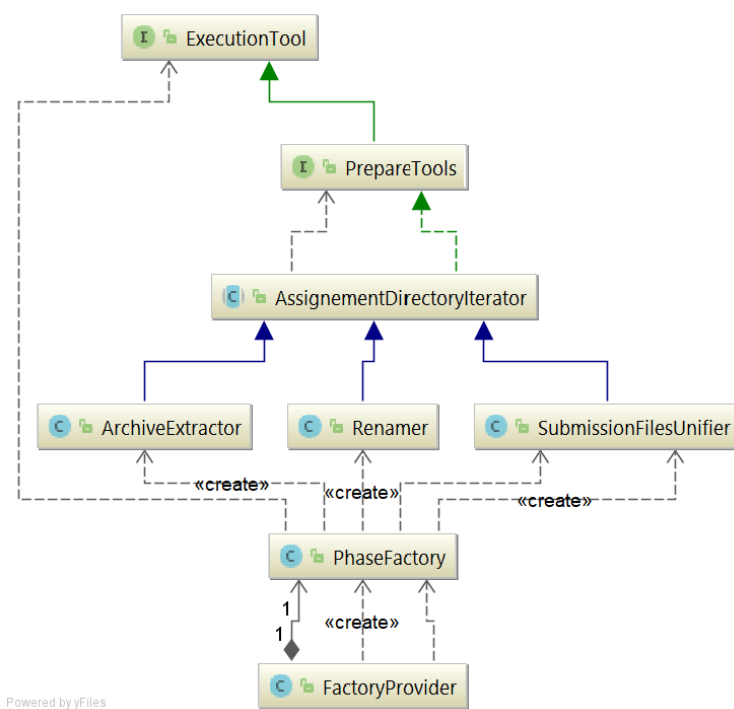 I ExecutionTool
I PrepareTools
C AssignementDirectoryIterator
C ArchiveExtractor
C Renamer
C SubmissionFilesUnifier
«create»
«create»
«create»
C PhaseFactory
1
1
«create»
C FactoryProvider
Powered by yFiles